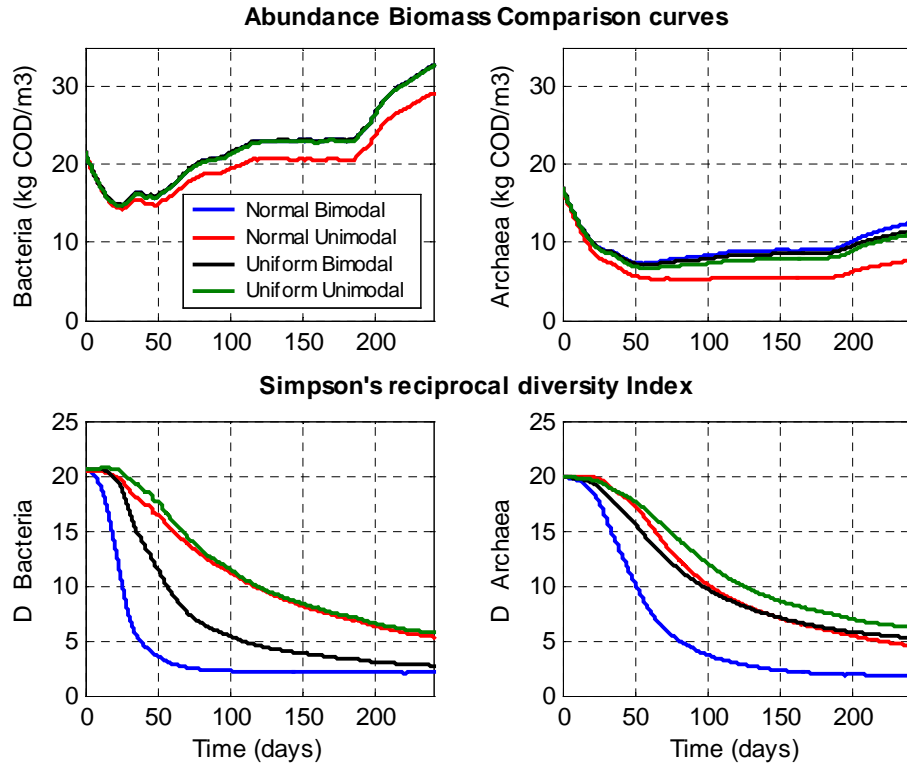 Abundance Biomass Comparison curves
Bacteria (kg COD/m3)
30
20
10
0
0 50 100 150 200
Normal Bimodal
Normal Unimodal
Uniform Bimodal
Uniform Unimodal
Archaea (kg COD/m3)
30
20
10
0
0 50 100 150 200
Simpson's reciprocal diversity Index
D Bacteria
25
20
15
10
5
0
0 50 100 150 200
Time (days)
D Archaea
25
20
15
10
5
0
0 50 100 150 200
Time (days)